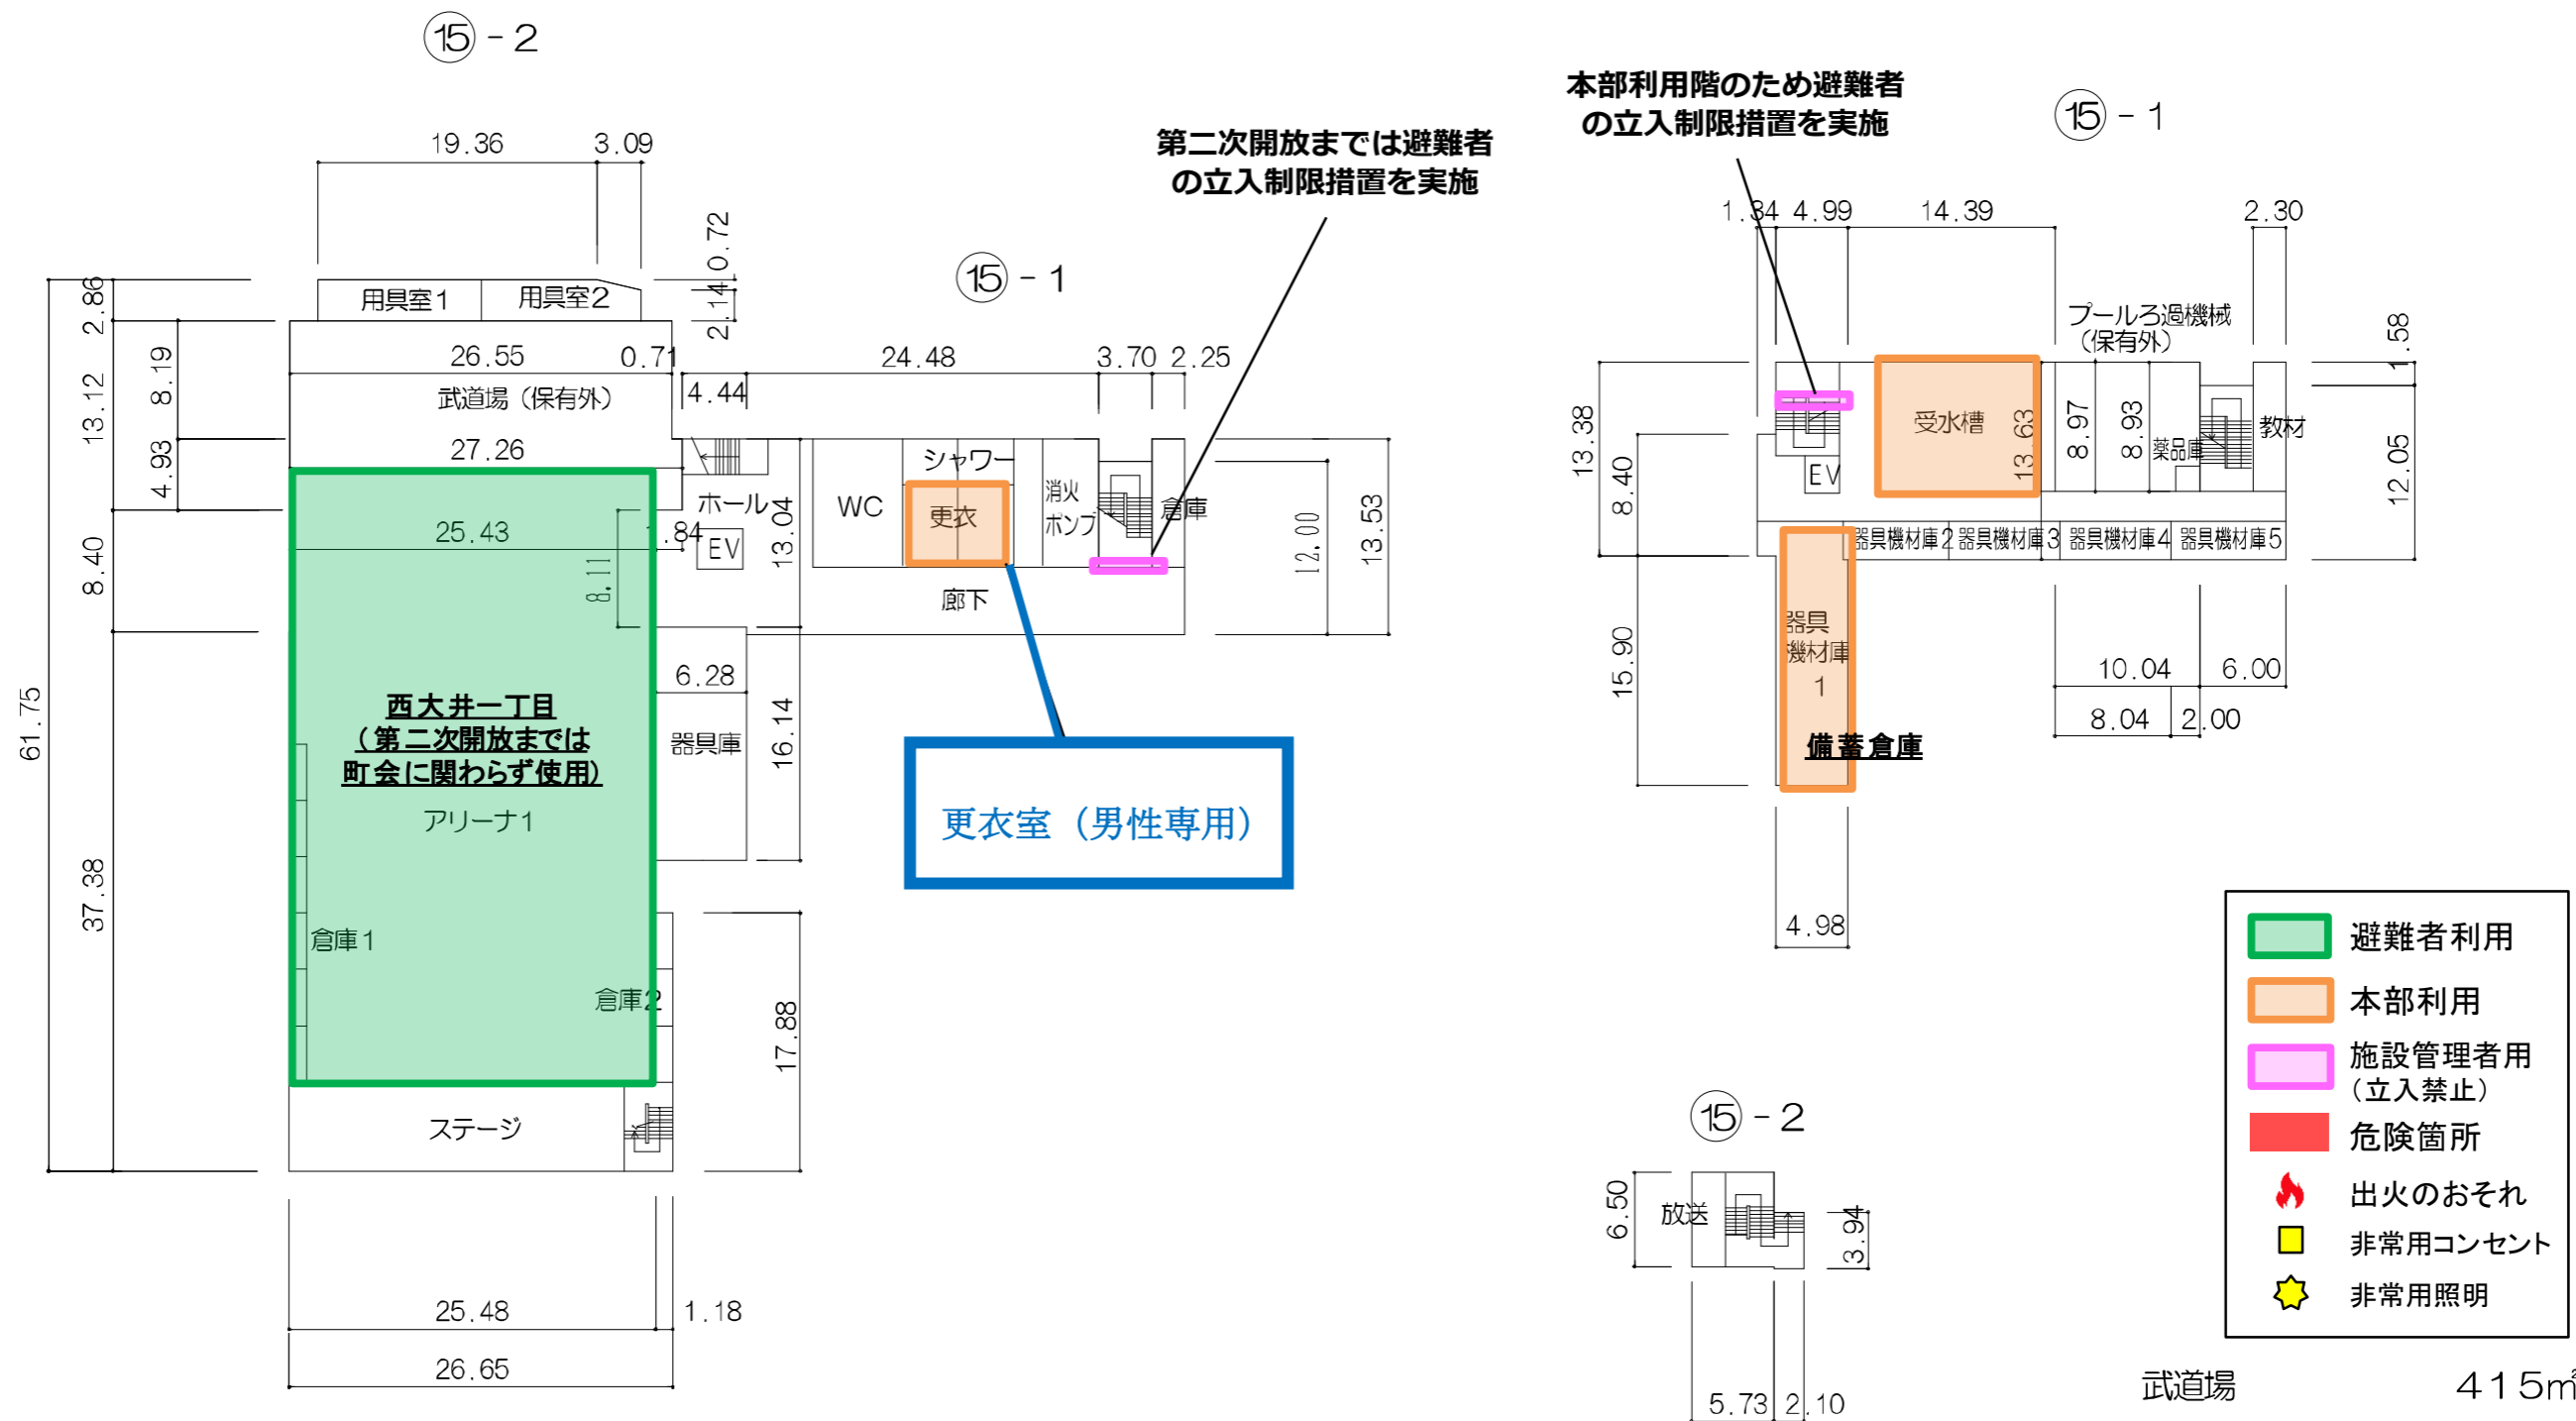 ⑮-2
19.36 3.09
0.72
2.14
2.86
用具室1 用具室2
26.55 0.71
武道場（保有外）
27.26
8.19
13.12
4.93
61.75
8.40
37.38
25.43 1.84
8.11
西大井一丁目
（第二次開放までは
町会に関わらず使用）
アリーナ1
倉庫1
倉庫2
ステージ
6.28
器具庫
16.14
17.88
25.48 1.18
26.65
第二次開放までは避難者
の立入制限措置を実施
⑮-1
24.48 3.70 2.25
4.44
ホール
EV
13.04
WC
シャワー
更衣
消火
ポンプ
倉庫
廊下
12.00
13.53
更衣室（男性専用）
本部利用階のため避難者
の立入制限措置を実施
⑮-1
1.34 4.99 14.39 2.30
プールろ過機械
（保有外）
1.58
13.38
8.40
15.90
EV
受水槽
13.63
8.97
8.93
薬品庫
教材
12.05
器具機材庫2 器具機材庫3 器具機材庫4 器具機材庫5
器具
機材庫
1
備蓄倉庫
10.04 6.00
8.04 2.00
4.98
⑮-2
6.50
放送
3.94
5.73 2.10
避難者利用
本部利用
施設管理者用
（立入禁止）
危険箇所
出火のおそれ
非常用コンセント
非常用照明
武道場 415㎡